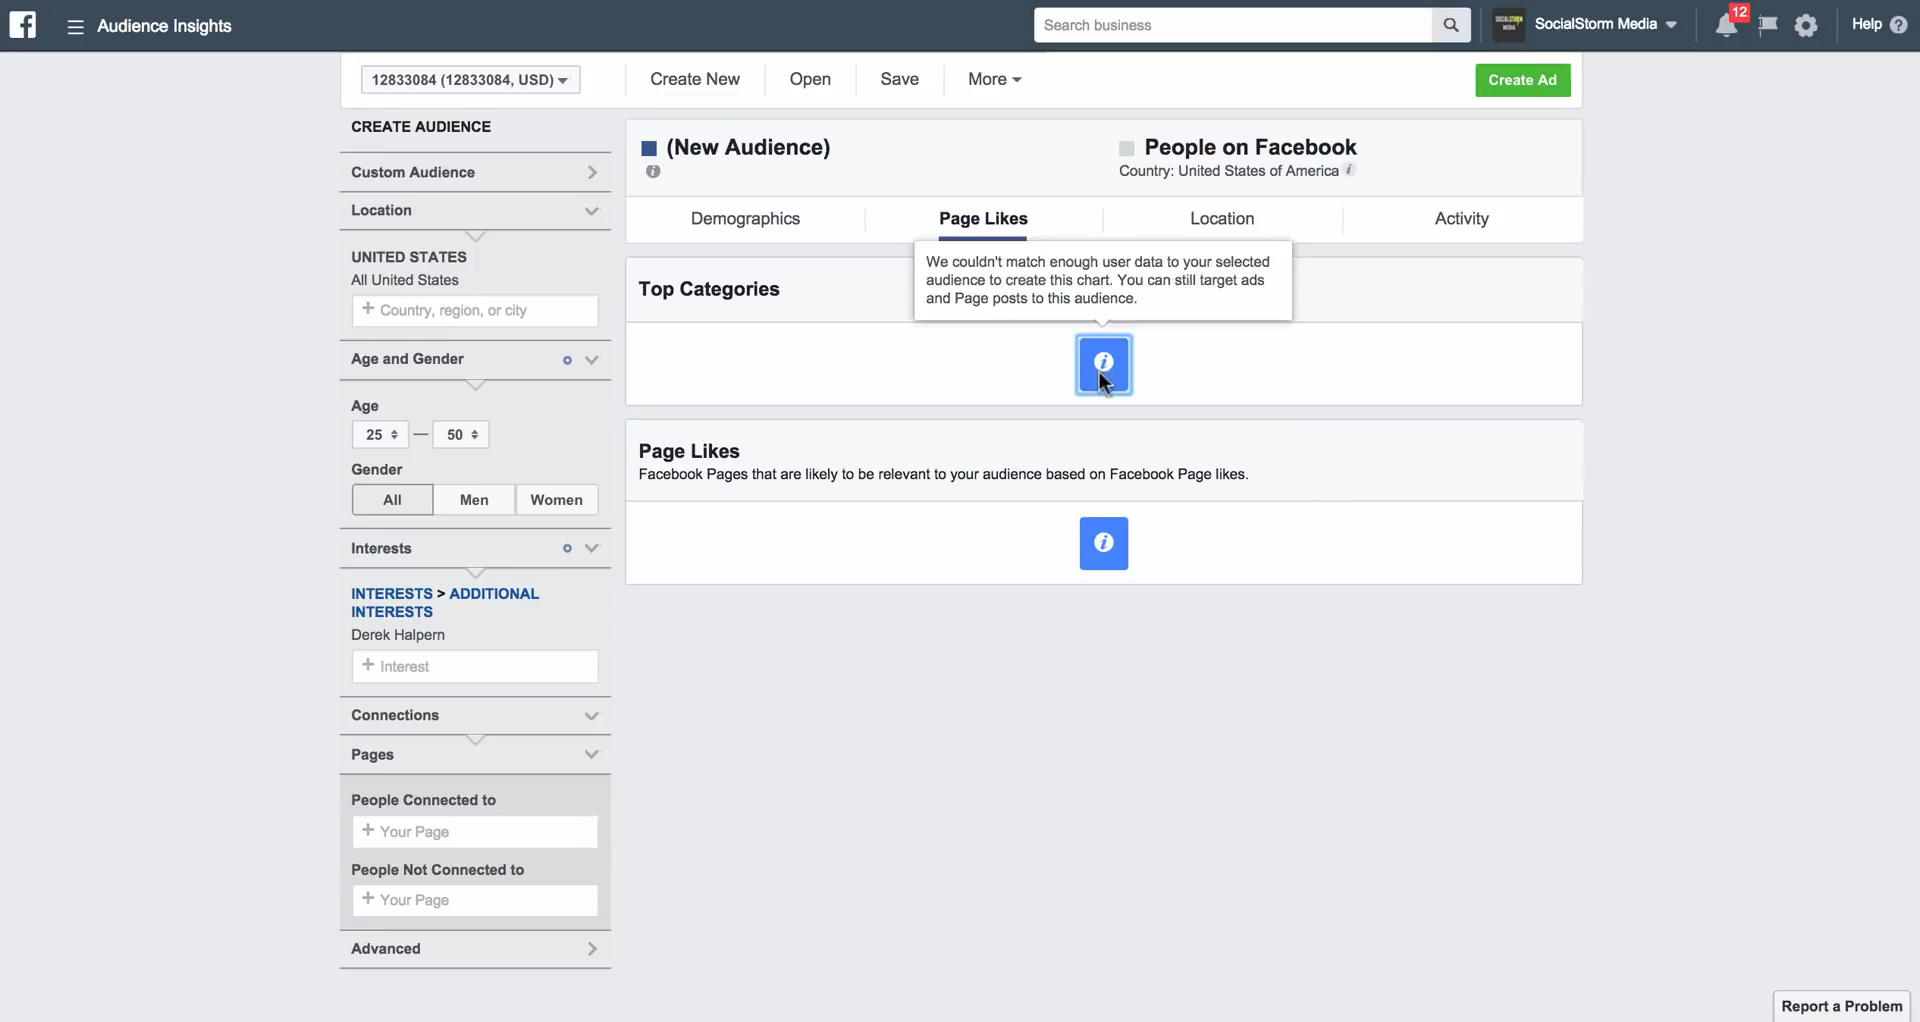 Audience Insights
Search business
SocialStorm Media
12
Help
12833084 (12833084, USD)
Create New
Open
Save
More
Create Ad
CREATE AUDIENCE
Custom Audience
Location
UNITED STATES
All United States
+ Country, region, or city
Age and Gender
Age
25 — 50
Gender
All
Men
Women
Interests
INTERESTS > ADDITIONAL
INTERESTS
Derek Halpern
+ Interest
Connections
Pages
People Connected to
+ Your Page
People Not Connected to
+ Your Page
Advanced
(New Audience)
People on Facebook
Country: United States of America
Demographics
Page Likes
Location
Activity
We couldn't match enough user data to your selected
audience to create this chart. You can still target ads
and Page posts to this audience.
Top Categories
Page Likes
Facebook Pages that are likely to be relevant to your audience based on Facebook Page likes.
Report a Problem